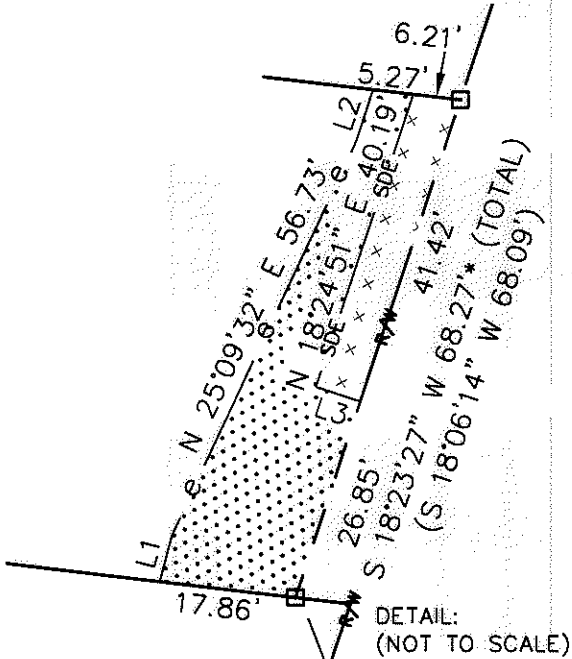 6.21'
5.27'
L2
e N 25°09'32" e E 56.73' e
N 18°24'51" E 40.19'
SDE SDE
41.42'
R/W
L3
26.85'
S 18°23'27" W 68.27'* (TOTAL)
(S 18°06'14" W 68.09')
L1
17.86'
R/W
DETAIL:
(NOT TO SCALE)